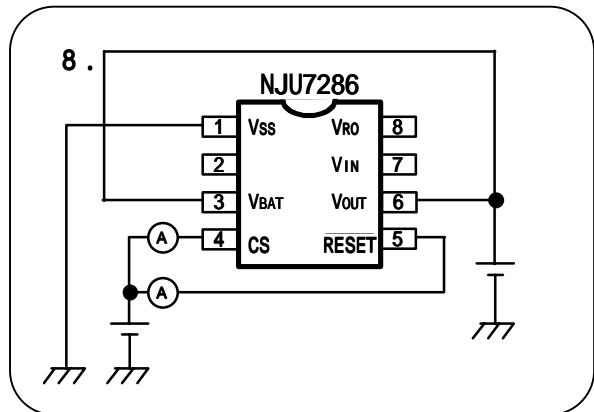 8 .
NJU7286
1 VSS VRO 8
2 VIN 7
3 VBAT VOUT 6
A 4 CS RESET 5
A